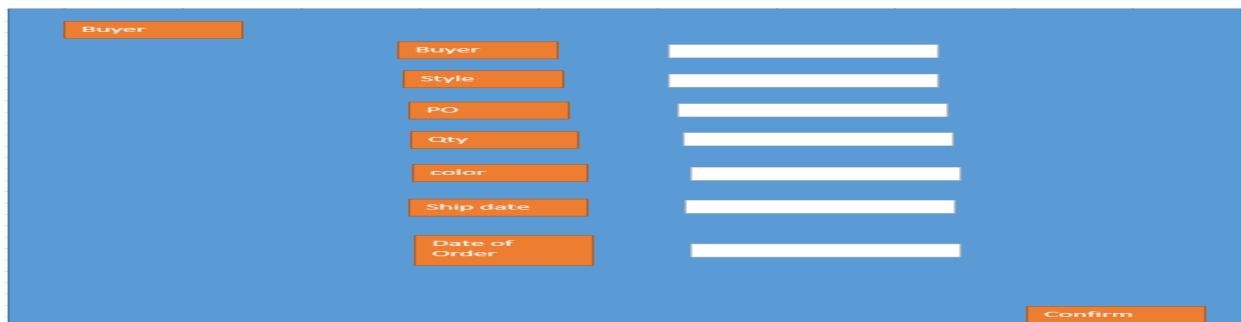 Buyer
Buyer
Style
PO
Qty
color
Ship date
Date of
Order
Confirm